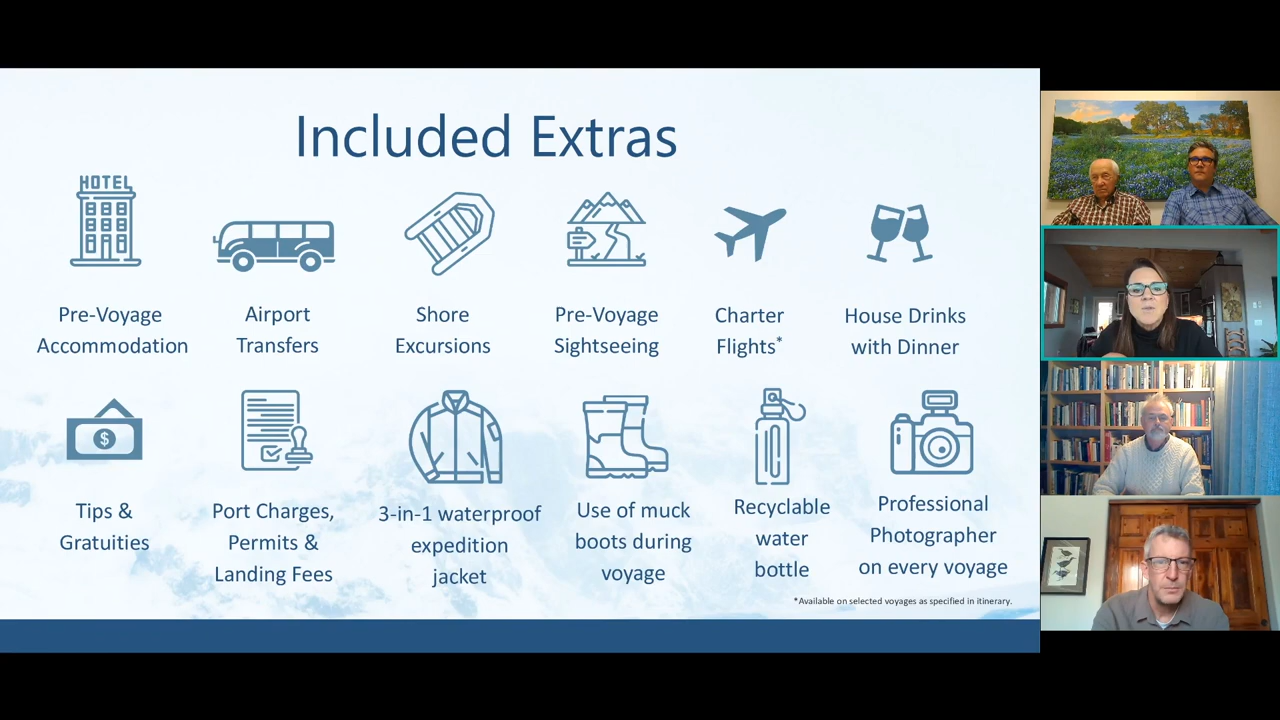 Included Extras
HOTEL
Pre-Voyage
Accommodation
Airport
Transfers
Shore
Excursions
Pre-Voyage
Sightseeing
Charter
Flights*
House Drinks
with Dinner
$
Tips &
Gratuities
Port Charges,
Permits &
Landing Fees
3-in-1 waterproof
expedition
jacket
Use of muck
boots during
voyage
Recyclable
water
bottle
Professional
Photographer
on every voyage
*Available on selected voyages as specified in itinerary.